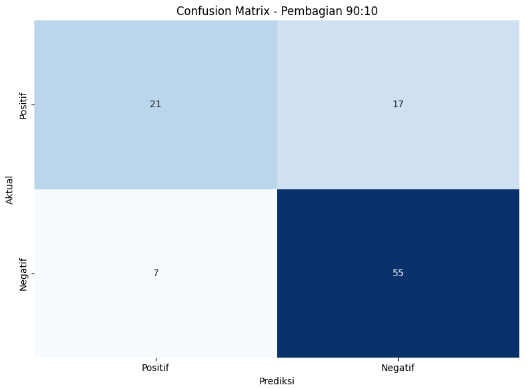 Confusion Matrix - Pembagian 90:10
Positif
21
17
Aktual
Negatif
7
55
Positif
Negatif
Prediksi